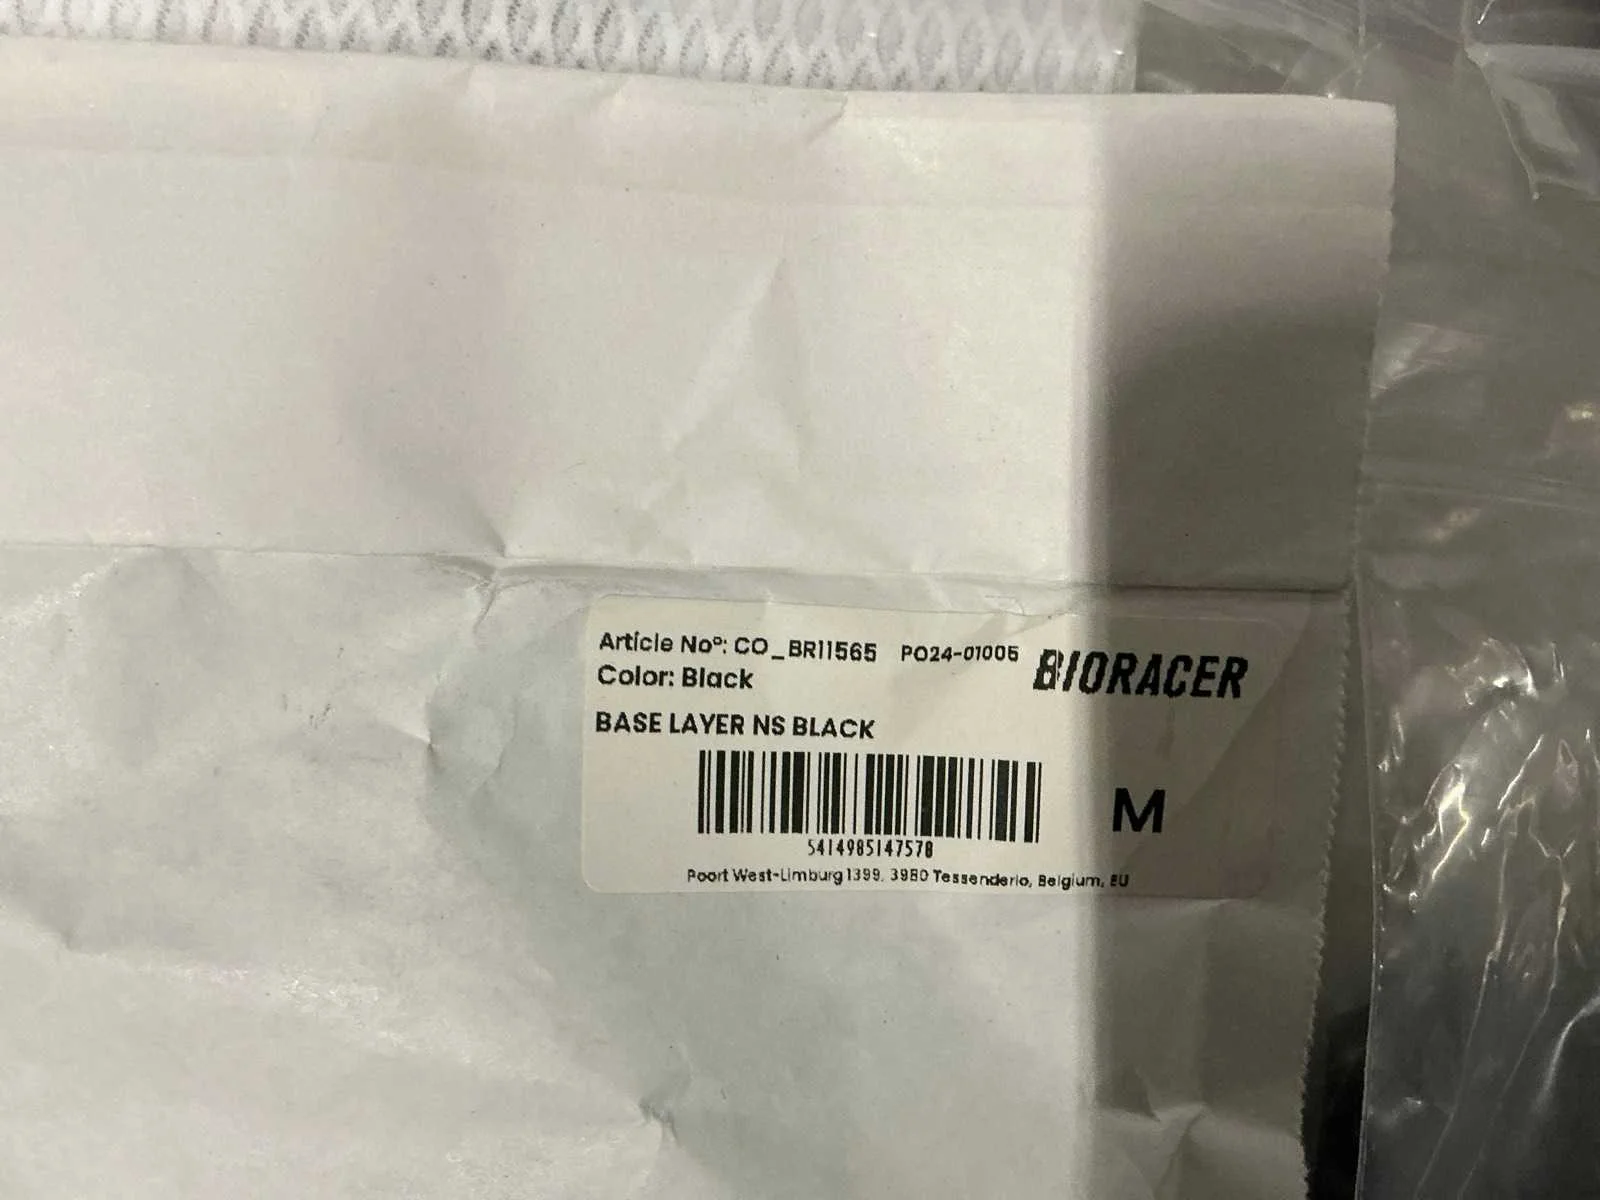 Article Noº: CO_BR11565 PO24-01005 BIORACER
Color: Black
BASE LAYER NS BLACK
M
5414985147578
Poort West-Limburg 1399, 3980 Tessenderlo, Belgium, EU